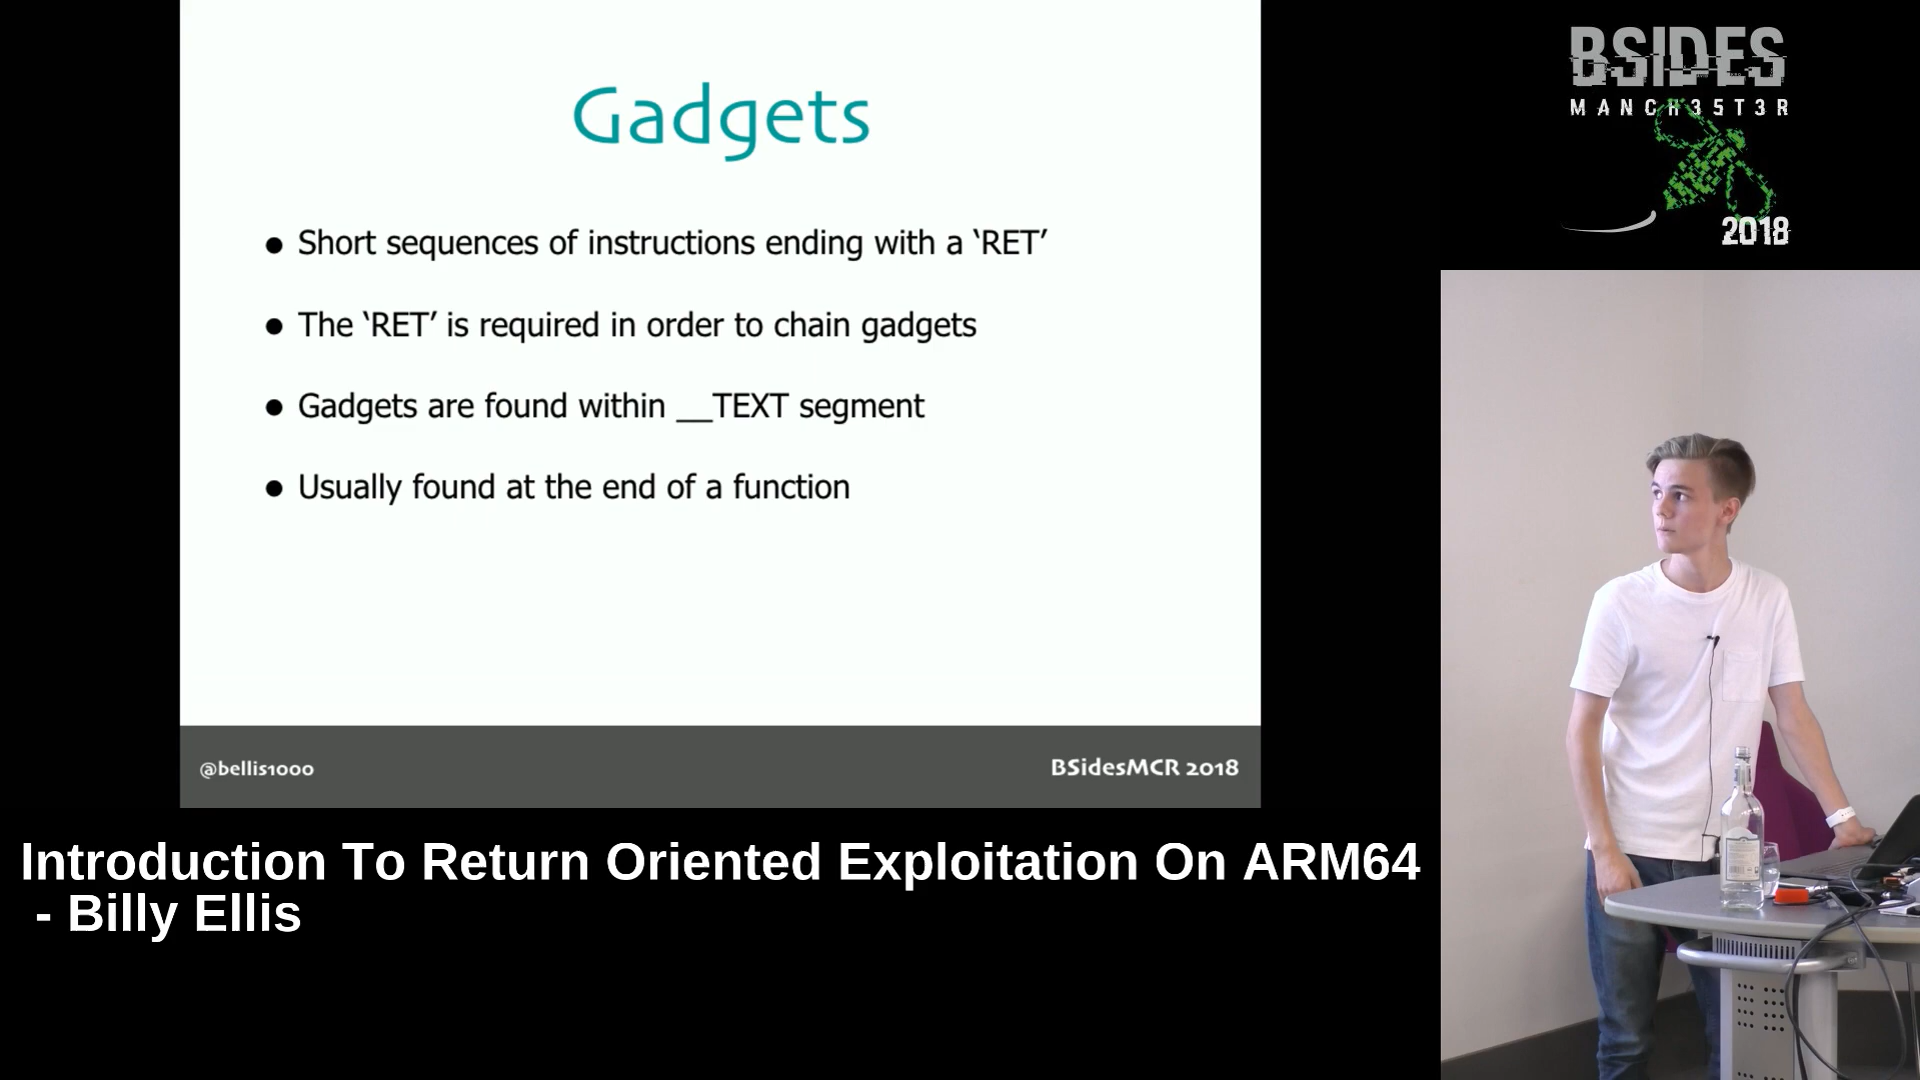 Gadgets
● Short sequences of instructions ending with a ‘RET’
● The ‘RET’ is required in order to chain gadgets
● Gadgets are found within __TEXT segment
● Usually found at the end of a function
@bellis1000
BSidesMCR 2018
BSIDES
MANCH35T3R
2018
Introduction To Return Oriented Exploitation On ARM64
- Billy Ellis